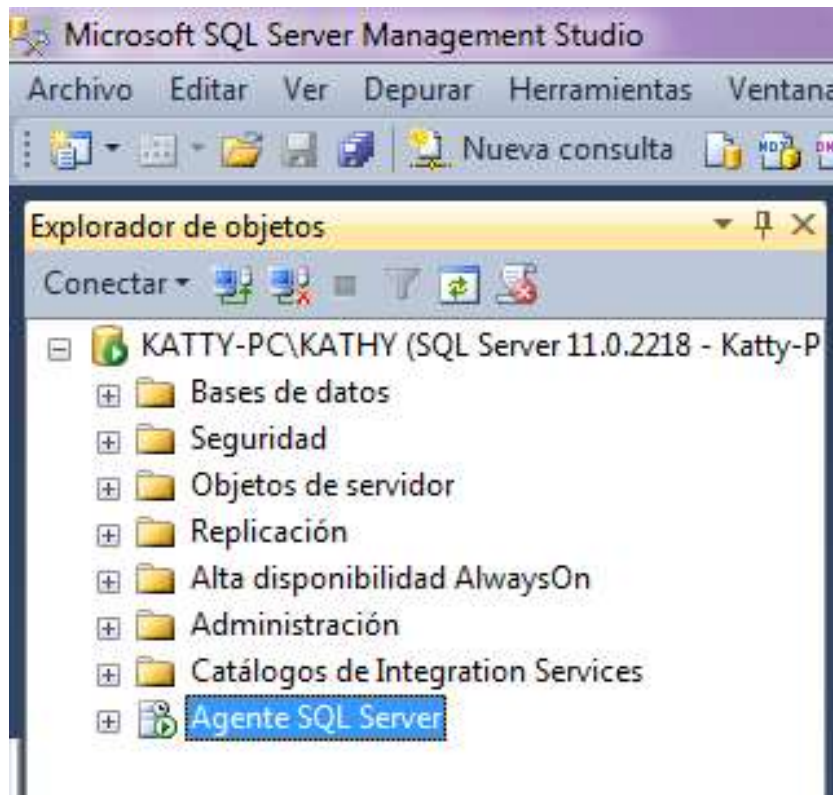 Microsoft SQL Server Management Studio
Archivo Editar Ver Depurar Herramientas Ventana
Nueva consulta
Explorador de objetos
Conectar
KATTY-PC\KATHY (SQL Server 11.0.2218 - Katty-P
Bases de datos
Seguridad
Objetos de servidor
Replicación
Alta disponibilidad AlwaysOn
Administración
Catálogos de Integration Services
Agente SQL Server